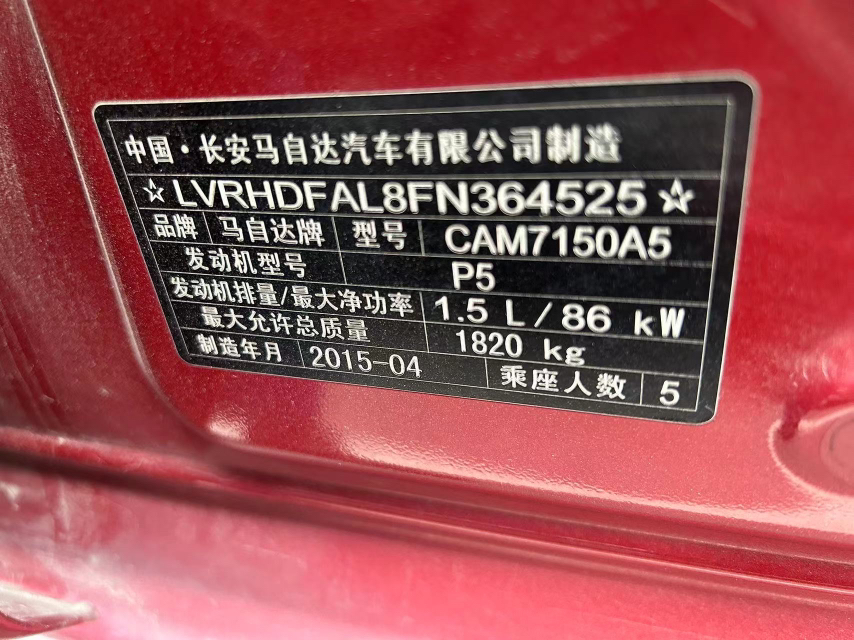 中国·长安马自达汽车有限公司制造
☆LVRHDFAL8FN364525☆
品牌 马自达牌 型号 CAM7150A5
发动机型号 P5
发动机排量/最大净功率 1.5 L/86 kW
最大允许总质量 1820 kg
制造年月 2015-04 乘座人数 5